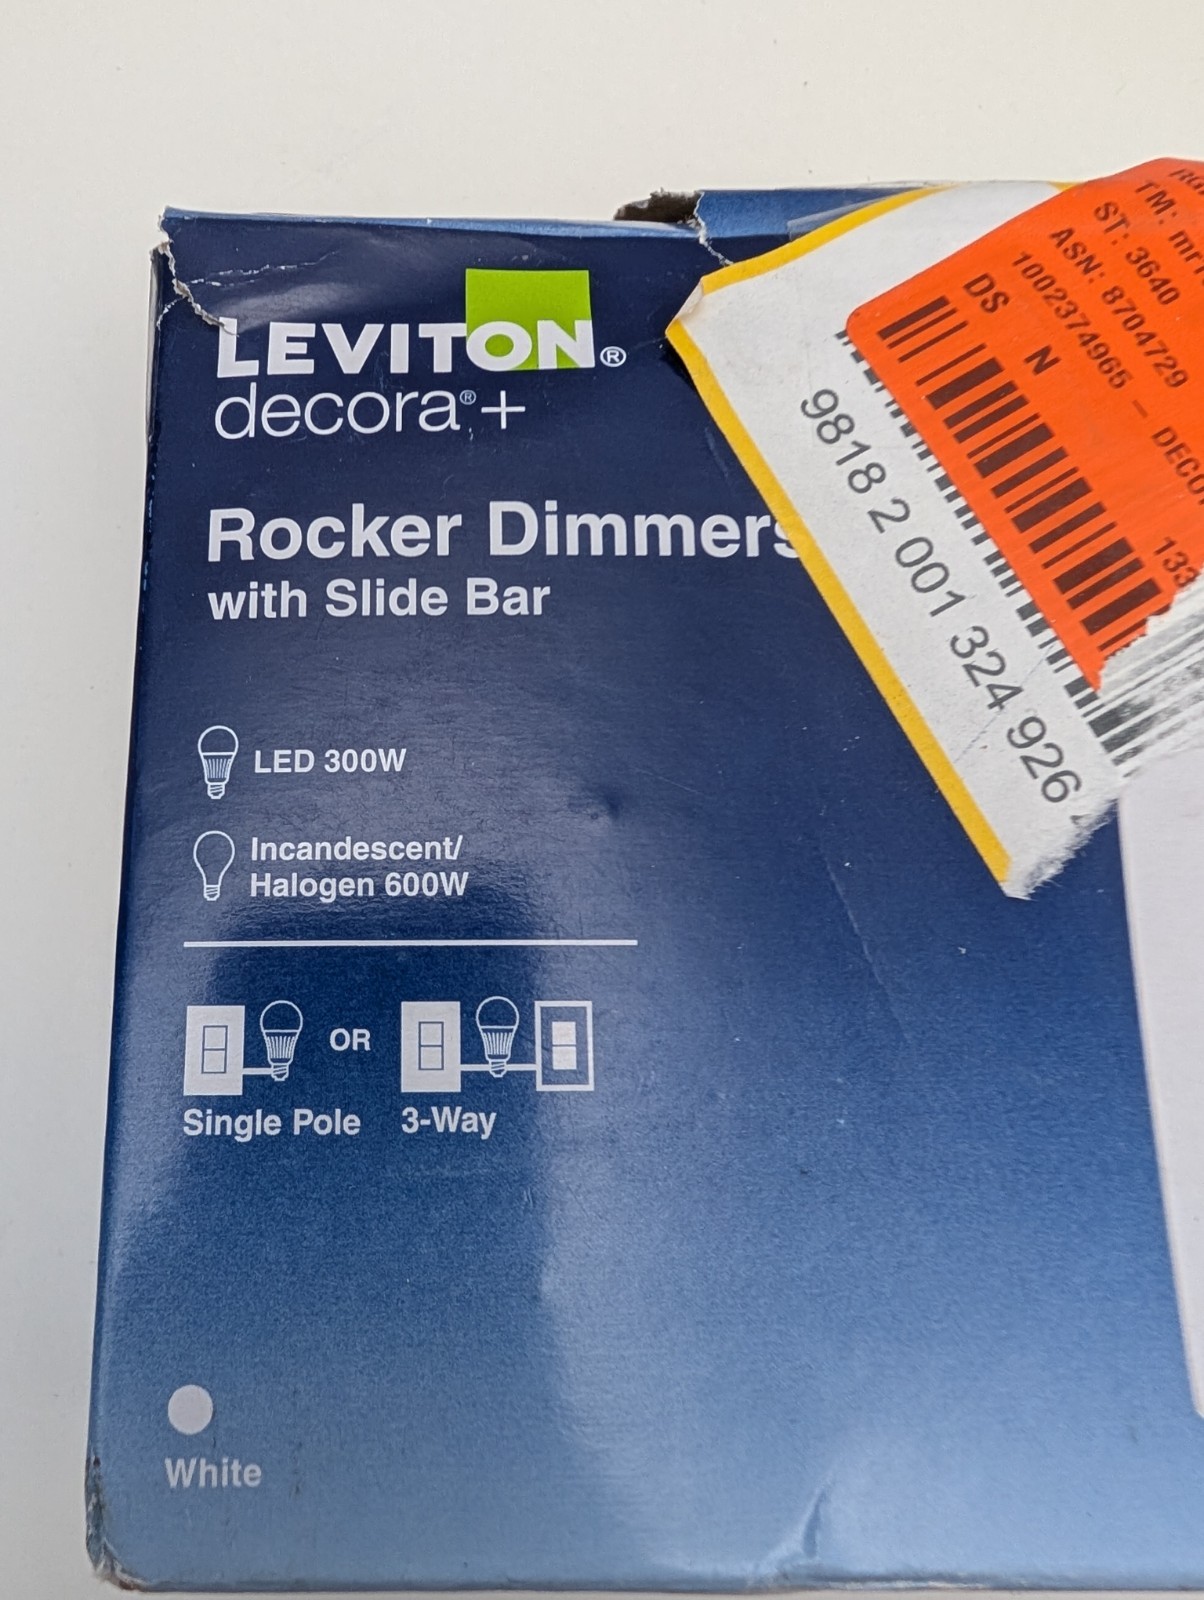 LEVITON®
decora®+
Rocker Dimmers
with Slide Bar
LED 300W
Incandescent/
Halogen 600W
OR
Single Pole
3-Way
White
TM:
ST: 3640
ASN: 8704729
1002374965 -
DS N
9818 2 001 324 926